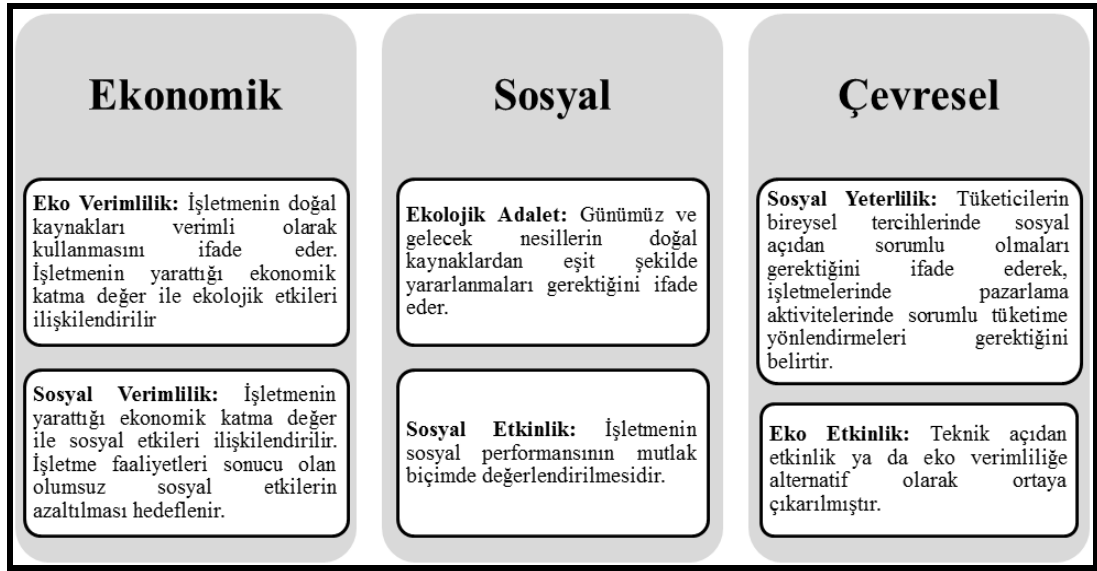 Ekonomik
Eko Verimlilik: İşletmenin doğal
kaynakları verimli olarak
kullanmasını ifade eder.
İşletmenin yarattığı ekonomik
katma değer ile ekolojik etkileri
ilişkilendirilir
Sosyal Verimlilik: İşletmenin
yarattığı ekonomik katma değer
ile sosyal etkileri ilişkilendirilir.
İşletme faaliyetleri sonucu olan
olumsuz sosyal etkilerin
azaltılması hedeflenir.
Sosyal
Ekolojik Adalet: Günümüz ve
gelecek nesillerin doğal
kaynaklardan eşit şekilde
yararlanmaları gerektiğini ifade
eder.
Sosyal Etkinlik: İşletmenin
sosyal performansının mutlak
biçimde değerlendirilmesidir.
Çevresel
Sosyal Yeterlilik: Tüketicilerin
bireysel tercihlerinde sosyal
açıdan sorumlu olmaları
gerektiğini ifade ederek,
işletmelerinde pazarlama
aktivitelerinde sorumlu tüketime
yönlendirmeleri gerektiğini
belirtir.
Eko Etkinlik: Teknik açıdan
etkinlik ya da eko verimliliğe
alternatif olarak ortaya
çıkarılmıştır.